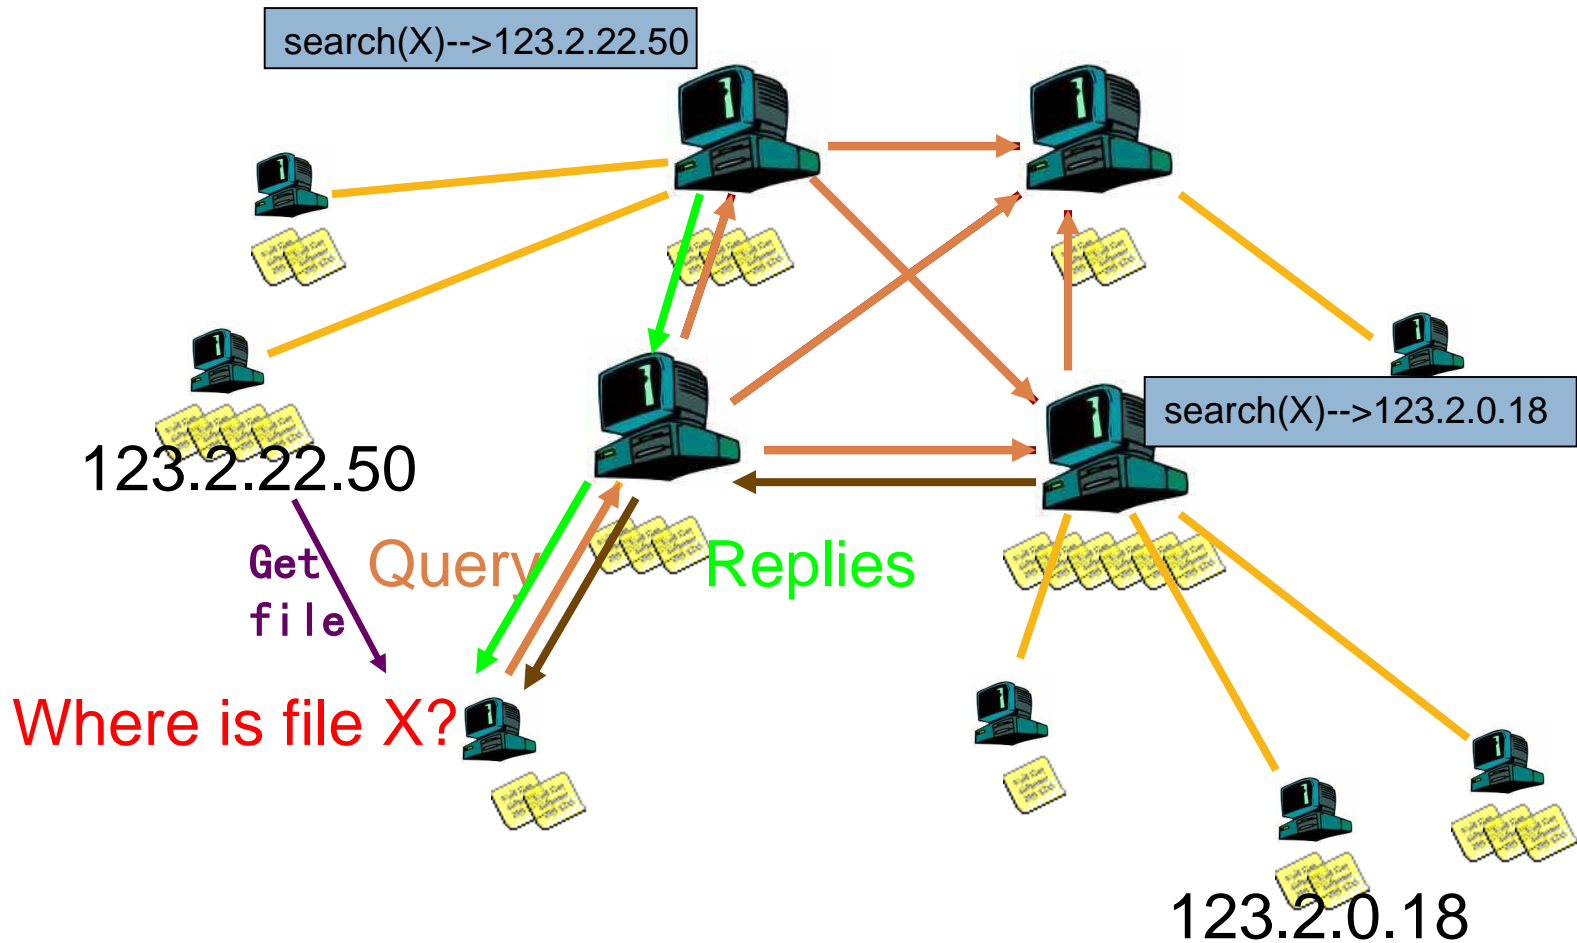 search(X)-->123.2.22.50
search(X)-->123.2.0.18
123.2.22.50
Get
file
Query
Replies
Where is file X?
123.2.0.18